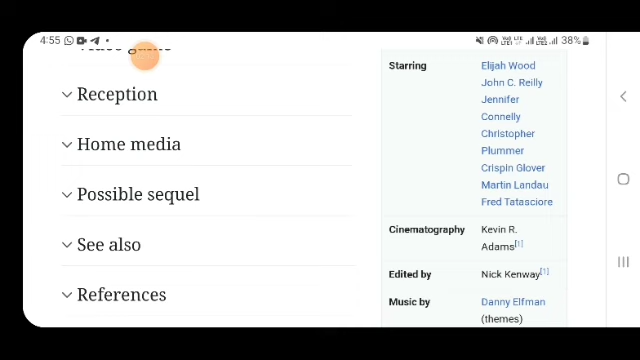 4:55
38%
Video game
Reception
Home media
Possible sequel
See also
References
Starring
Elijah Wood
John C. Reilly
Jennifer
Connelly
Christopher
Plummer
Crispin Glover
Martin Landau
Fred Tatasciore
Cinematography
Kevin R.
Adams[1]
Edited by
Nick Kenway[1]
Music by
Danny Elfman
(themes)